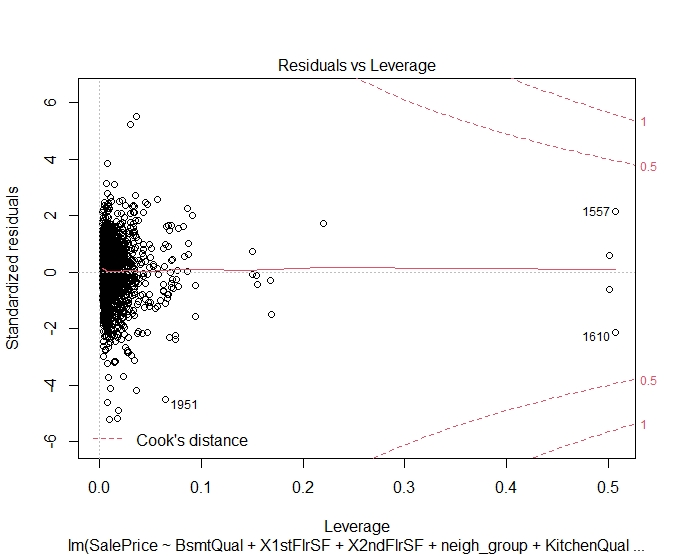 Residuals vs Leverage
Standardized residuals
6
4
2
0
-2
-4
-6
1
0.5
1557
1610
0.5
1
1951
Cook's distance
0.0 0.1 0.2 0.3 0.4 0.5
Leverage
lm(SalePrice ~ BsmtQual + X1stFlrSF + X2ndFlrSF + neigh_group + KitchenQual ...